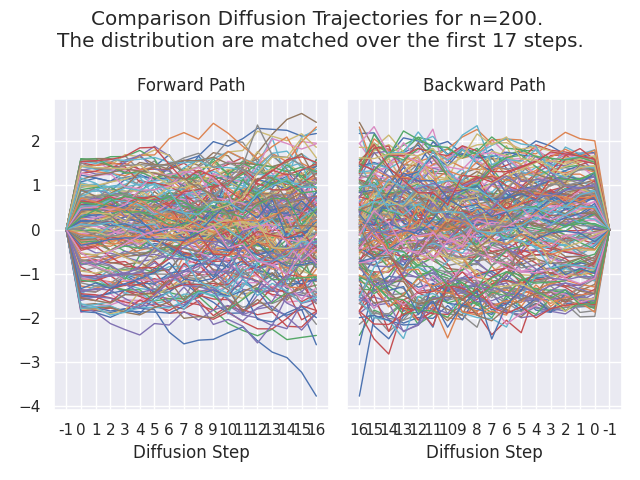 Comparison Diffusion Trajectories for n=200.
The distribution are matched over the first 17 steps.
Forward Path
Backward Path
2
1
0
−1
−2
−3
−4
-1 0 1 2 3 4 5 6 7 8 9 10 11 12 13 14 15 16
16 15 14 13 12 11 10 9 8 7 6 5 4 3 2 1 0 -1
Diffusion Step
Diffusion Step